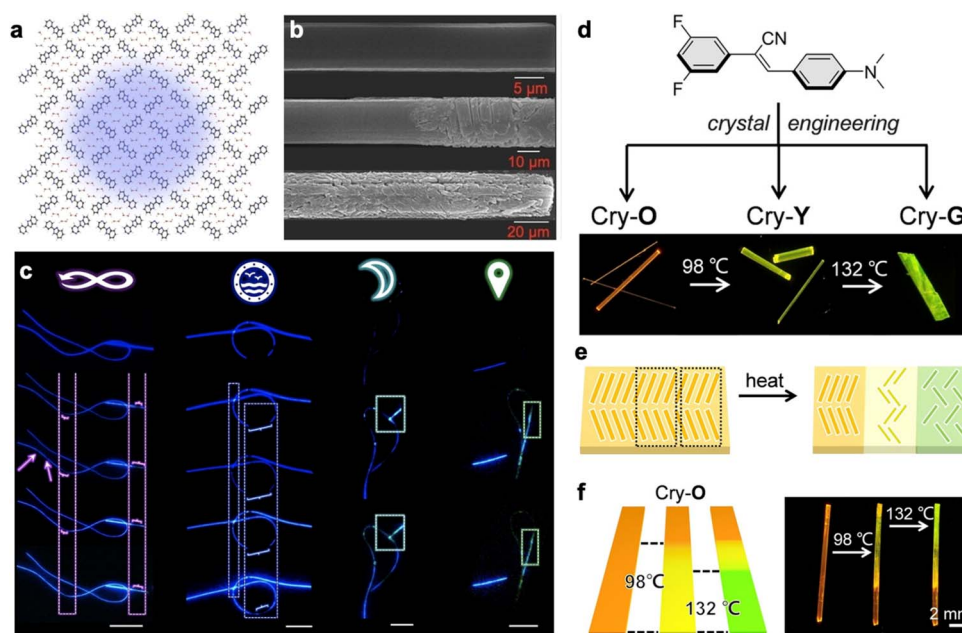 a
b
5 μm
10 μm
20 μm
c
d
F
F
CN
N
crystal engineering
Cry-O
Cry-Y
Cry-G
98 ℃
132 ℃
e
heat
f
Cry-O
98℃
132 ℃
98 ℃
132 ℃
2 mm